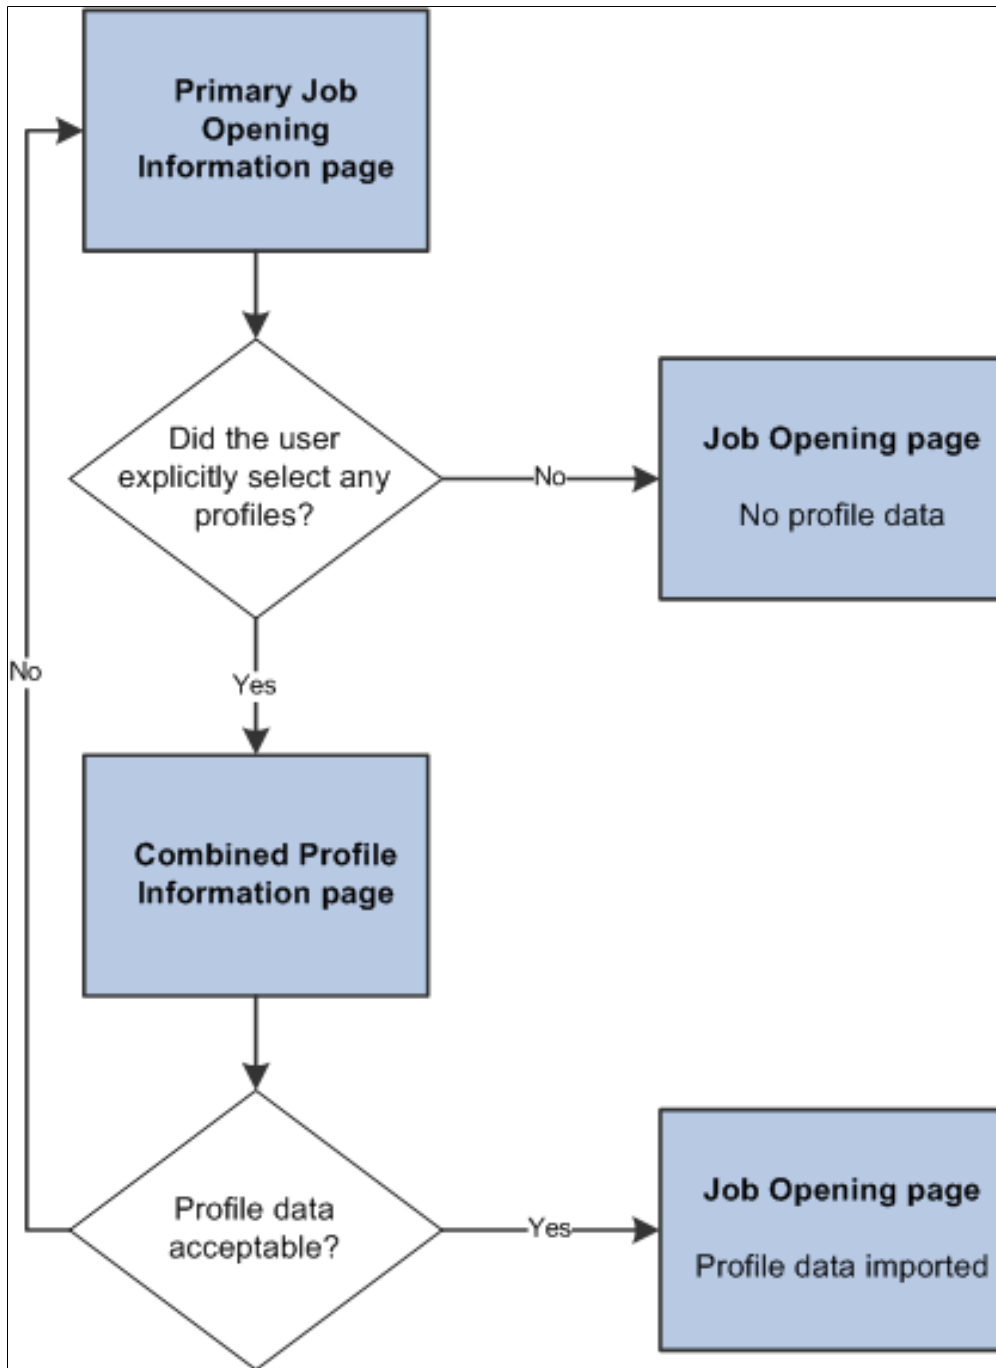 Primary Job
Opening
Information page
Did the user
explicitly select any
profiles?
No
Job Opening page
No profile data
No
Yes
Combined Profile
Information page
Profile data
acceptable?
Yes
Job Opening page
Profile data imported